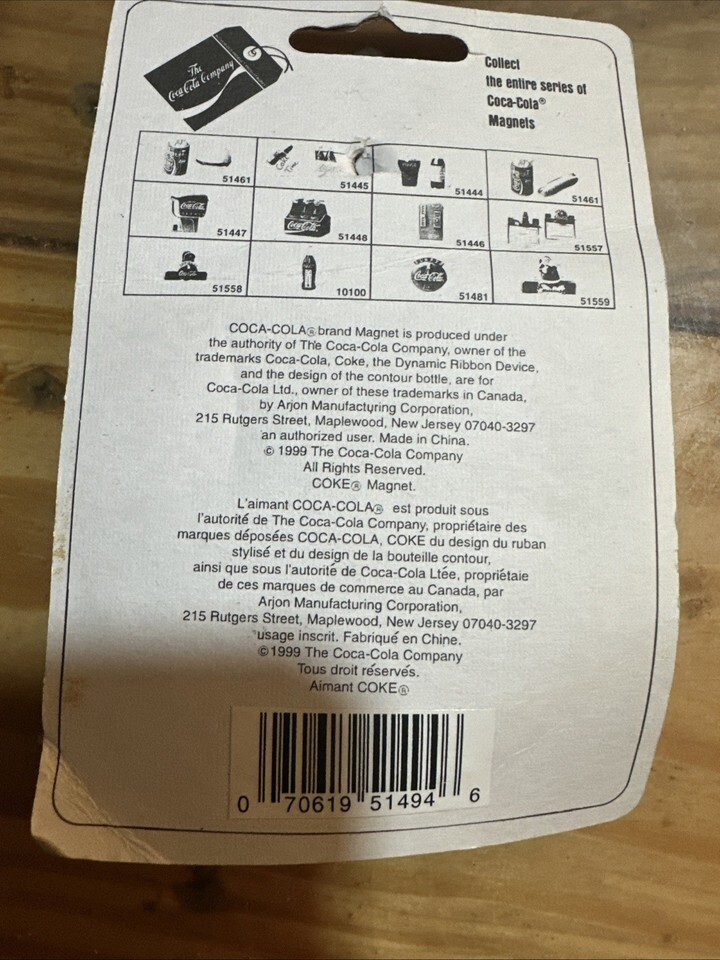 The
Coca-Cola Company
Collect
the entire series of
Coca-Cola®
Magnets
51461
51445
51444
51461
51447
51448
51446
51557
51558
10100
51481
51559
COCA-COLA® brand Magnet is produced under
the authority of The Coca-Cola Company, owner of the
trademarks Coca-Cola, Coke, the Dynamic Ribbon Device,
and the design of the contour bottle, are for
Coca-Cola Ltd., owner of these trademarks in Canada,
by Arjon Manufacturing Corporation,
215 Rutgers Street, Maplewood, New Jersey 07040-3297
an authorized user. Made in China.
© 1999 The Coca-Cola Company
All Rights Reserved.
COKE® Magnet.
L'aimant COCA-COLA® est produit sous
l'autorité de The Coca-Cola Company, propriétaire des
marques déposées COCA-COLA, COKE du design du ruban
stylisé et du design de la bouteille contour,
ainsi que sous l'autorité de Coca-Cola Ltée, propriétaie
de ces marques de commerce au Canada, par
Arjon Manufacturing Corporation,
215 Rutgers Street, Maplewood, New Jersey 07040-3297
usage inscrit. Fabriqué en Chine.
©1999 The Coca-Cola Company
Tous droit réservés.
Aimant COKE®
0 70619 51494 6